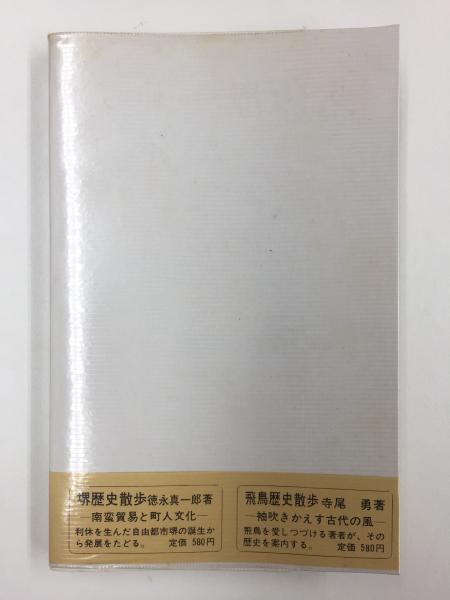 堺歴史散歩 徳永真一郎著
―南蛮貿易と町人文化―
利休を生んだ自由都市堺の誕生か
ら発展をたどる。 定価 580円
飛鳥歴史散歩 寺尾 勇著
―袖吹きかえす古代の風―
飛鳥を愛しつづける著者が、その
歴史を案内する。 定価 580円